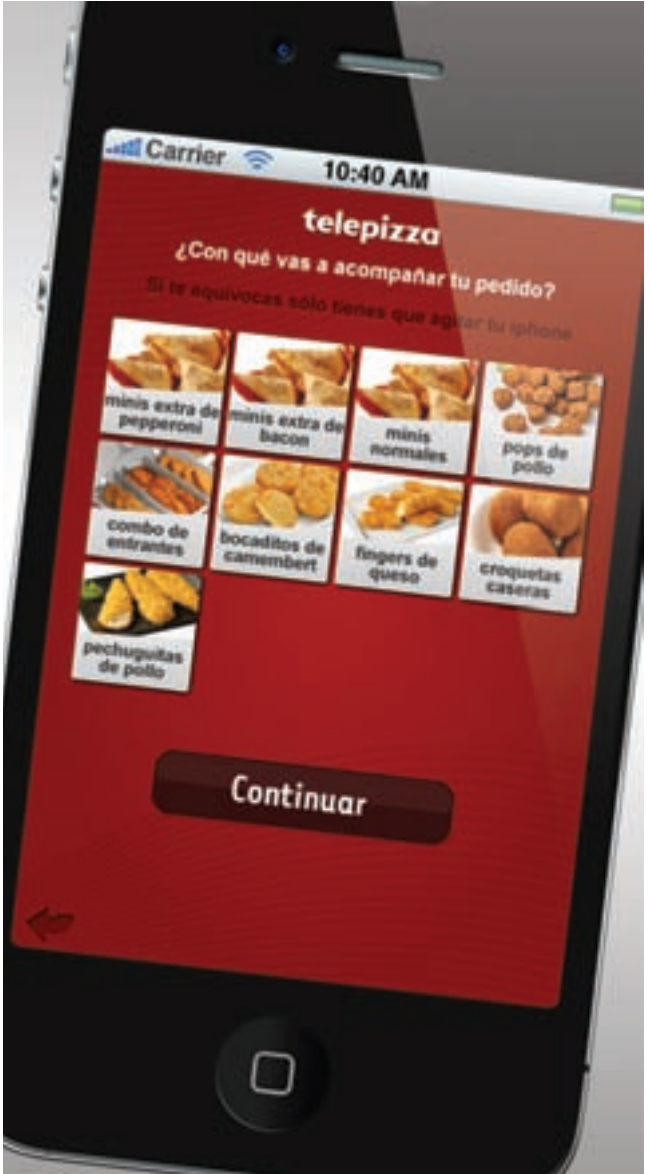 Carrier 10:40 AM
telepizza
¿Con qué vas a acompañar tu pedido?
Si te equivocas sólo tienes que agitar tu iphone
minis extra de
pepperoni
minis extra de
bacon
minis
normales
pops de
pollo
combo de
entrantes
bocaditos de
camembert
fingers de
queso
croquetas
caseras
pechuguitas
de pollo
Continuar